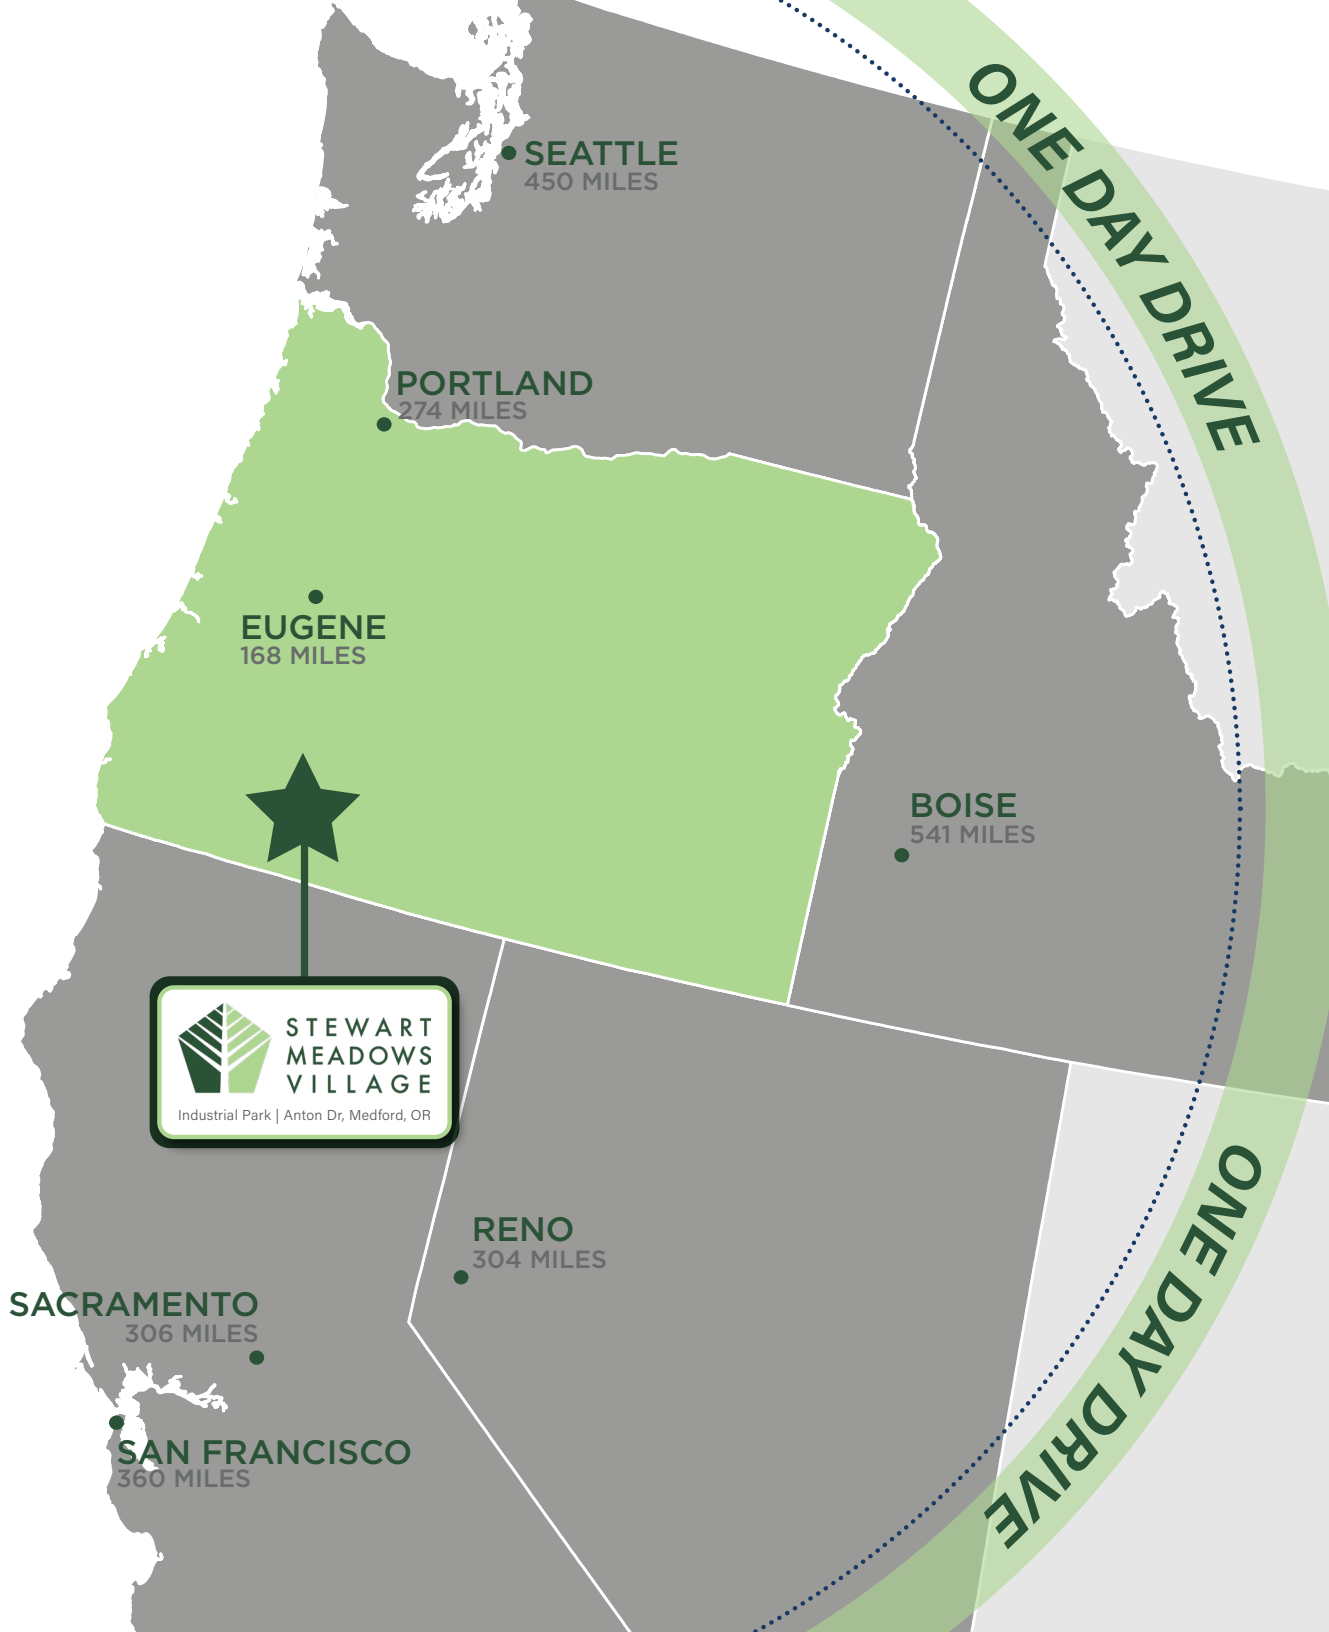 ONE DAY DRIVE
SEATTLE
450 MILES
PORTLAND
274 MILES
EUGENE
168 MILES
BOISE
541 MILES
STEWART
MEADOWS
VILLAGE
Industrial Park | Anton Dr, Medford, OR
RENO
304 MILES
SACRAMENTO
306 MILES
SAN FRANCISCO
360 MILES
ONE DAY DRIVE